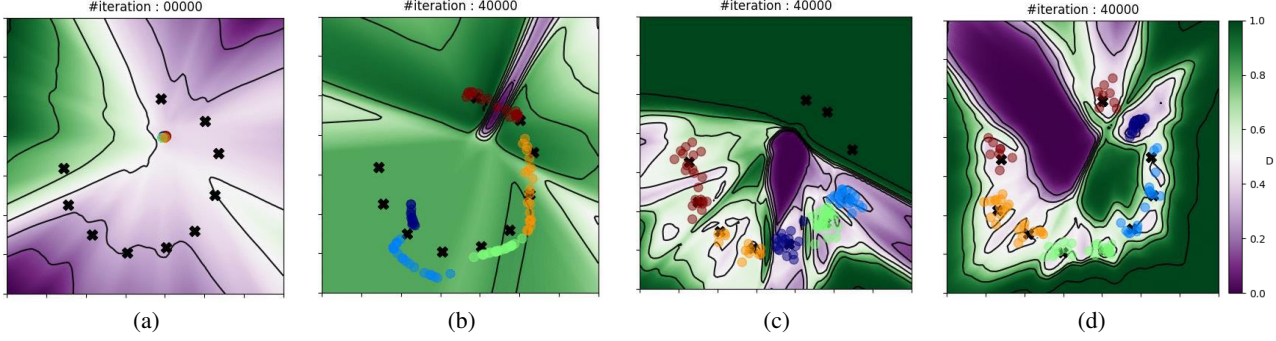 #iteration : 00000
#iteration : 40000
#iteration : 40000
#iteration : 40000
1.0
0.8
0.6
D
0.4
0.2
0.0
(a)
(b)
(c)
(d)